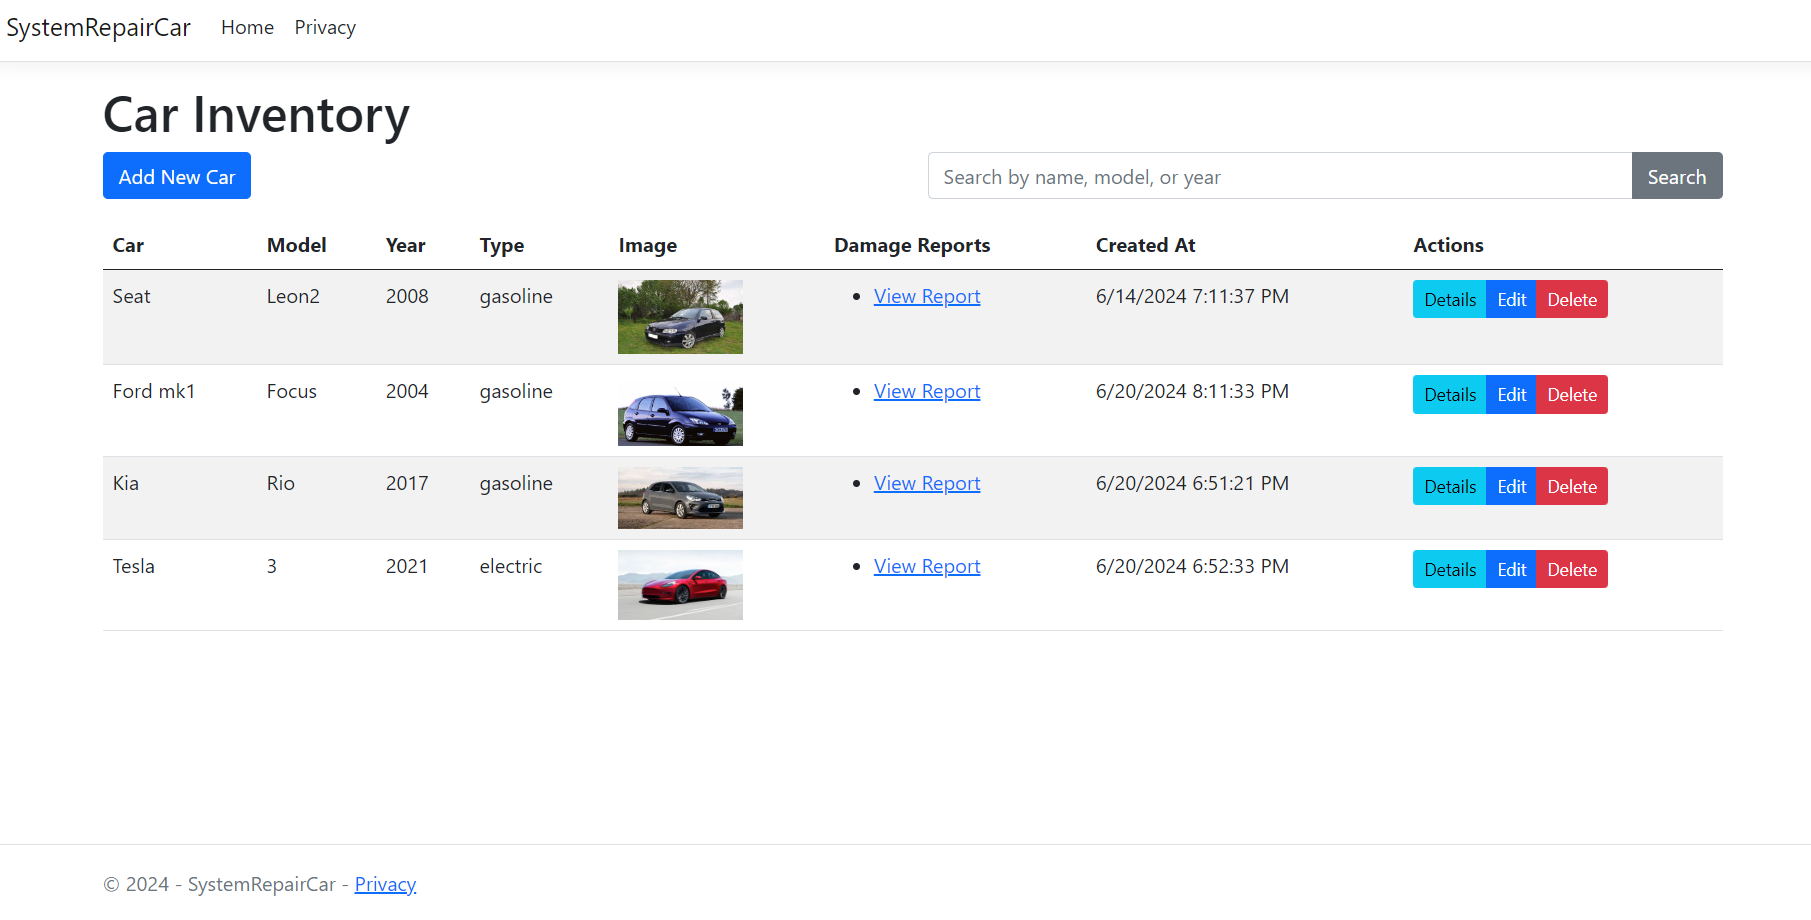 SystemRepairCar Home Privacy
Car Inventory
Add New Car Search by name, model, or year Search
Car Model Year Type Image Damage Reports Created At Actions
Seat Leon2 2008 gasoline • View Report 6/14/2024 7:11:37 PM Details Edit Delete
Ford mk1 Focus 2004 gasoline • View Report 6/20/2024 8:11:33 PM Details Edit Delete
Kia Rio 2017 gasoline • View Report 6/20/2024 6:51:21 PM Details Edit Delete
Tesla 3 2021 electric • View Report 6/20/2024 6:52:33 PM Details Edit Delete
© 2024 - SystemRepairCar - Privacy